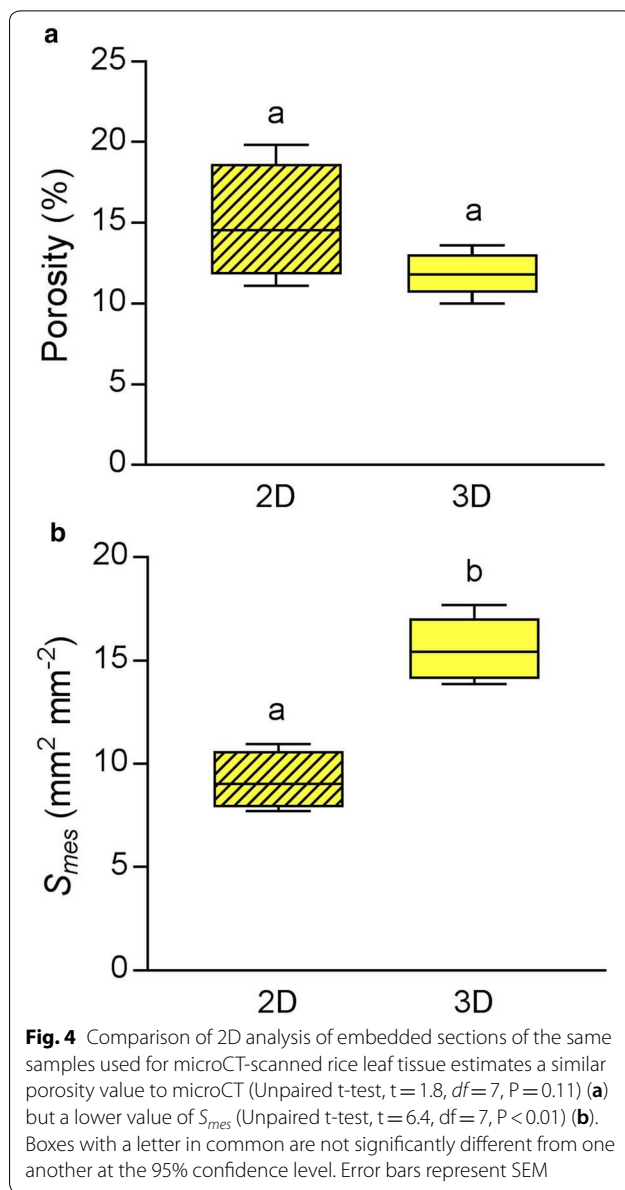 a
25
20
15
10
5
0
Porosity (%)
a
a
2D
3D
b
20
15
10
5
0
S_mes (mm² mm⁻²)
a
b
2D
3D
Fig. 4 Comparison of 2D analysis of embedded sections of the same
samples used for microCT-scanned rice leaf tissue estimates a similar
porosity value to microCT (Unpaired t-test, t = 1.8, df = 7, P = 0.11) (a)
but a lower value of S_mes (Unpaired t-test, t = 6.4, df = 7, P < 0.01) (b).
Boxes with a letter in common are not significantly different from one
another at the 95% confidence level. Error bars represent SEM